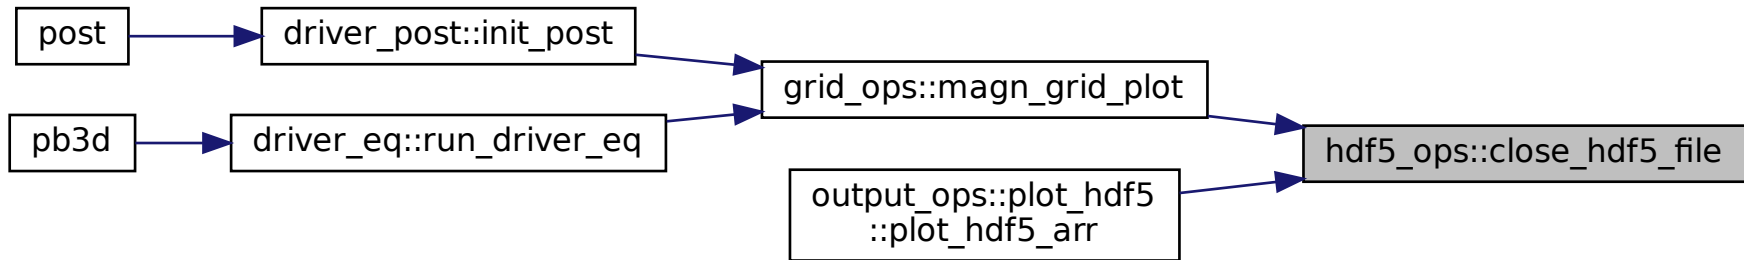 post
driver_post::init_post
grid_ops::magn_grid_plot
pb3d
driver_eq::run_driver_eq
hdf5_ops::close_hdf5_file
output_ops::plot_hdf5
::plot_hdf5_arr